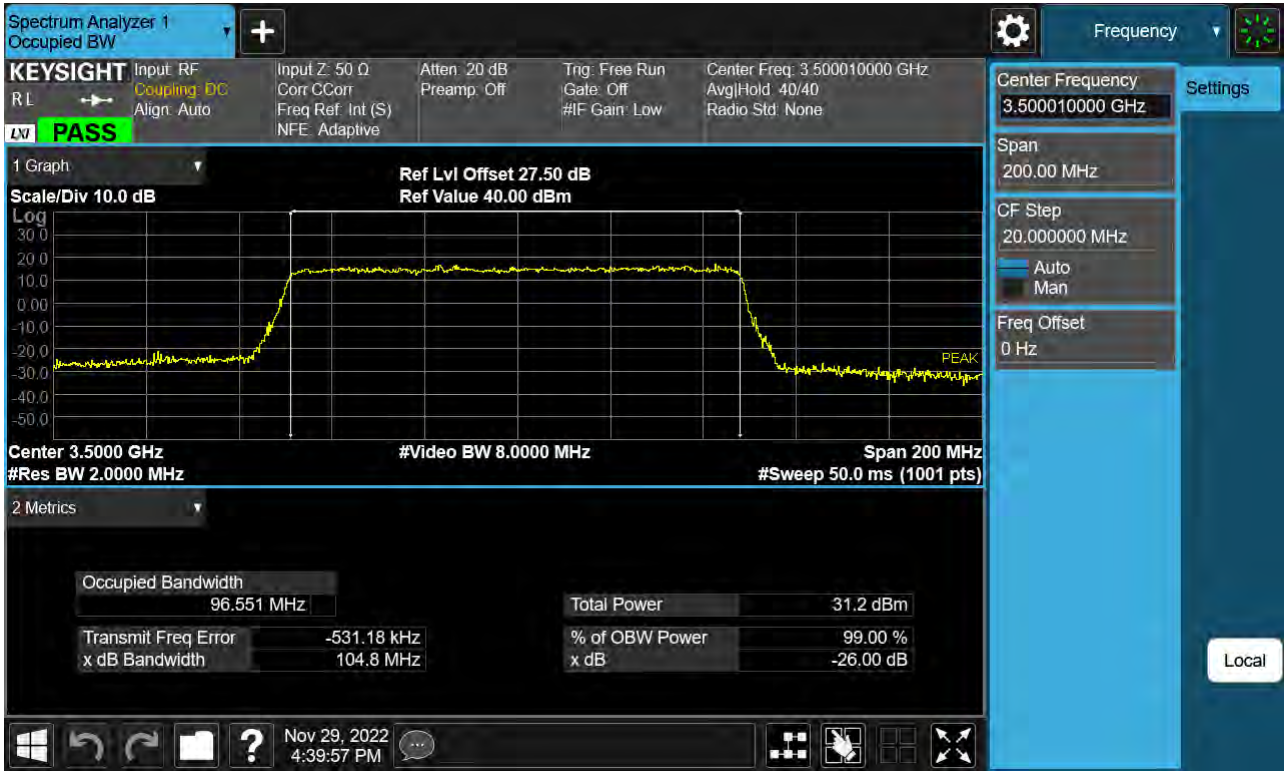 Spectrum Analyzer 1
Occupied BW
+
Frequency
KEYSIGHT
RL
LXI
PASS
Input: RF
Coupling: DC
Align: Auto
Input Z: 50 Ω
Corr CCorr
Freq Ref: Int (S)
NFE: Adaptive
Atten: 20 dB
Preamp: Off
Trig: Free Run
Gate: Off
#IF Gain: Low
Center Freq: 3.500010000 GHz
Avg|Hold: 40/40
Radio Std: None
Center Frequency
3.500010000 GHz
Settings
Span
200.00 MHz
CF Step
20.000000 MHz
Auto
Man
Freq Offset
0 Hz
Local
1 Graph
Scale/Div 10.0 dB
Ref Lvl Offset 27.50 dB
Ref Value 40.00 dBm
Log
30.0
20.0
10.0
0.00
-10.0
-20.0
-30.0
-40.0
-50.0
PEAK
Center 3.5000 GHz
#Video BW 8.0000 MHz
Span 200 MHz
#Res BW 2.0000 MHz
#Sweep 50.0 ms (1001 pts)
2 Metrics
Occupied Bandwidth
96.551 MHz
Transmit Freq Error -531.18 kHz
x dB Bandwidth 104.8 MHz
Total Power 31.2 dBm
% of OBW Power 99.00 %
x dB -26.00 dB
?
Nov 29, 2022
4:39:57 PM